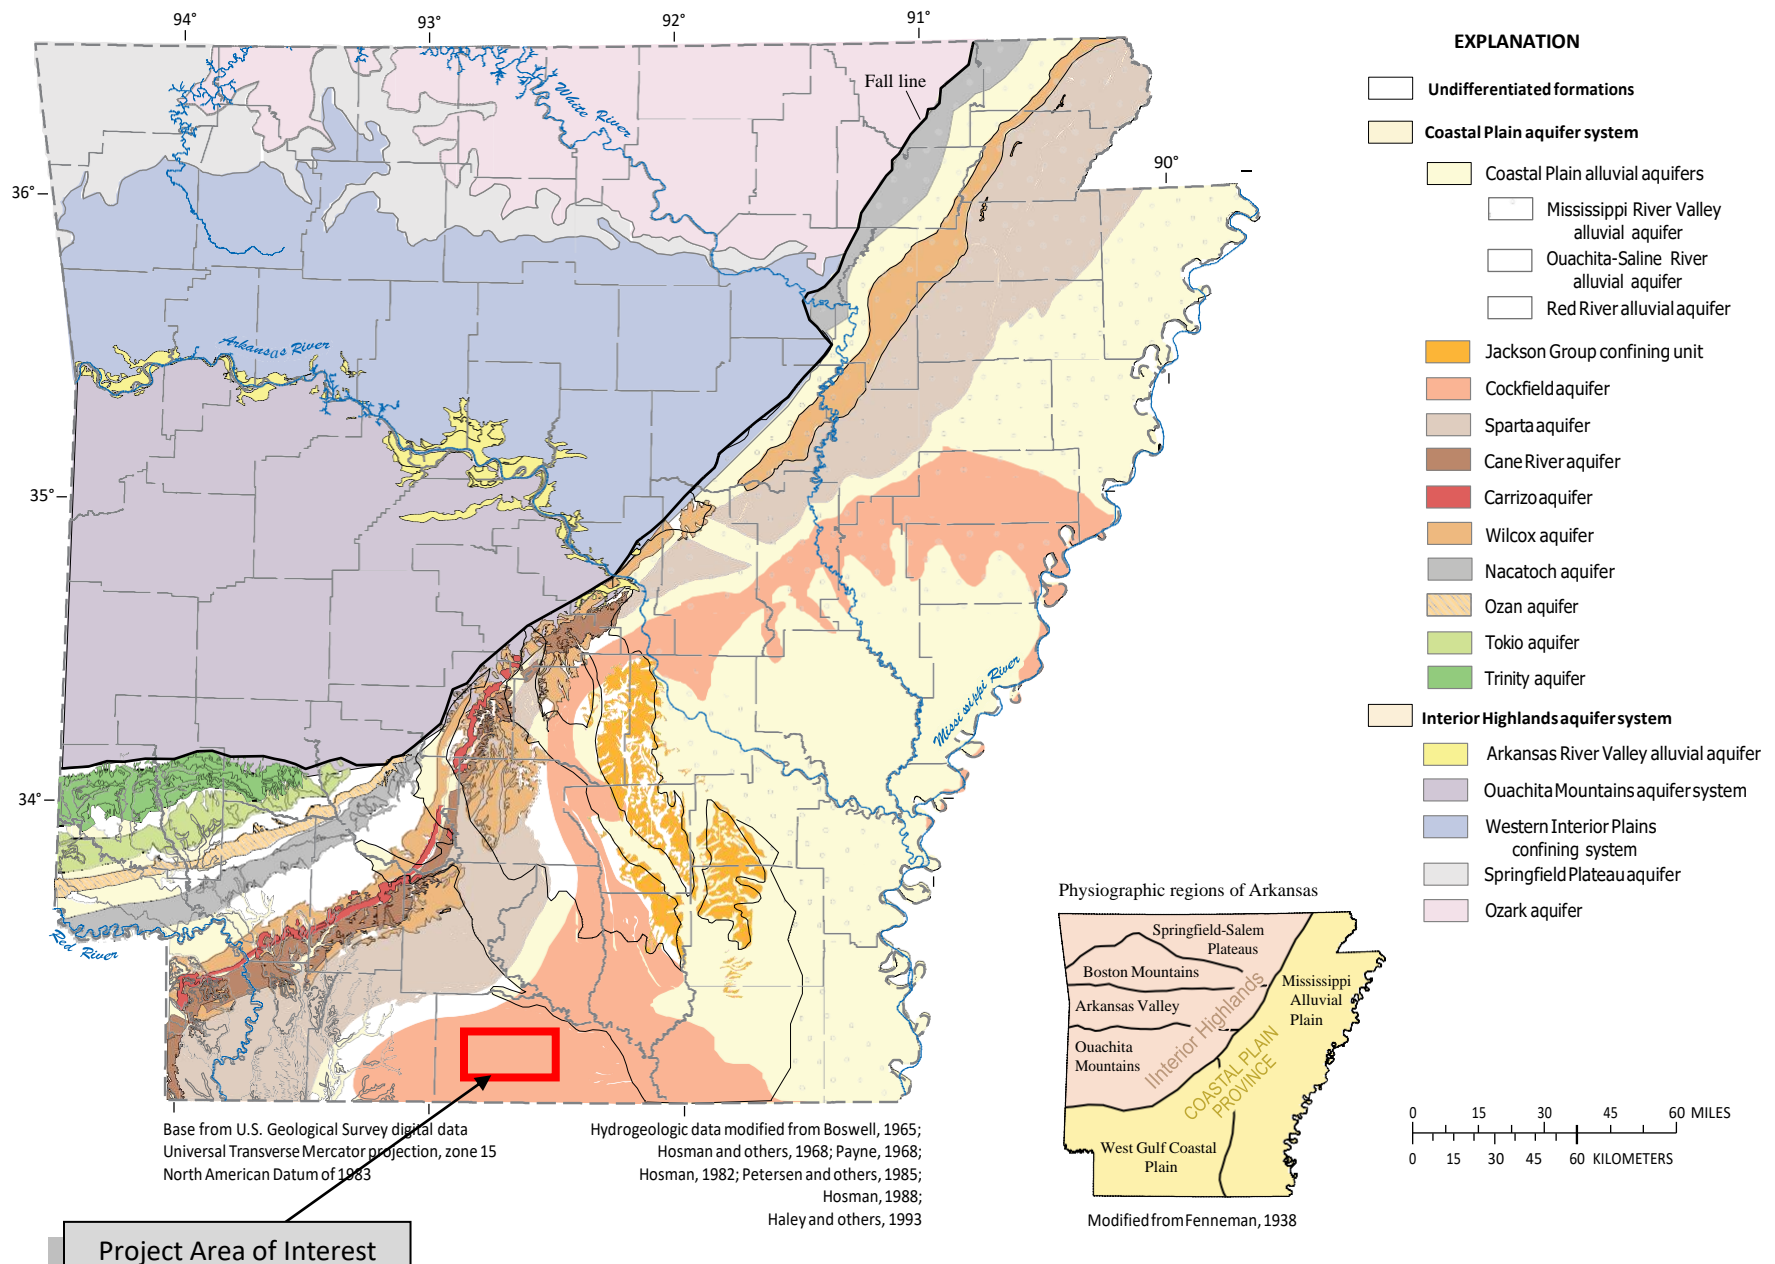 94°
93°
92°
91°
90°
36°
35°
34°
Fall line
White River
Arkansas River
Mississippi River
Red River
EXPLANATION
Undifferentiated formations
Coastal Plain aquifer system
Coastal Plain alluvial aquifers
Mississippi River Valley
alluvial aquifer
Ouachita-Saline River
alluvial aquifer
Red River alluvial aquifer
Jackson Group confining unit
Cockfield aquifer
Sparta aquifer
Cane River aquifer
Carrizo aquifer
Wilcox aquifer
Nacatoch aquifer
Ozan aquifer
Tokio aquifer
Trinity aquifer
Interior Highlands aquifer system
Arkansas River Valley alluvial aquifer
Ouachita Mountains aquifer system
Western Interior Plains
confining system
Springfield Plateau aquifer
Ozark aquifer
Physiographic regions of Arkansas
Springfield-Salem
Plateaus
Boston Mountains
Arkansas Valley
Ouachita
Mountains
IInterior Highlands
Mississippi
Alluvial
Plain
COASTAL PLAIN
PROVINCE
West Gulf Coastal
Plain
Modified from Fenneman, 1938
0 15 30 45 60 MILES
0 15 30 45 60 KILOMETERS
Base from U.S. Geological Survey digital data
Universal Transverse Mercator projection, zone 15
North American Datum of 1983
Hydrogeologic data modified from Boswell, 1965;
Hosman and others, 1968; Payne, 1968;
Hosman, 1982; Petersen and others, 1985;
Hosman, 1988;
Haley and others, 1993
Project Area of Interest